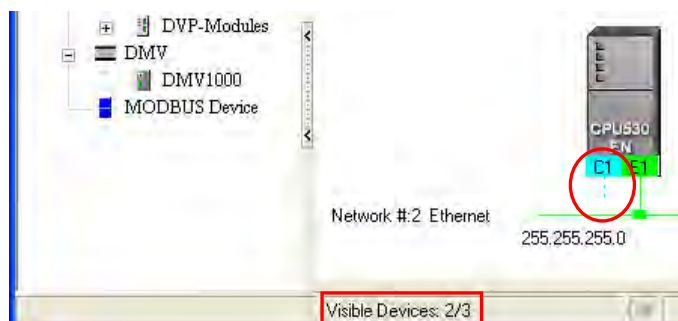 DVP-Modules
DMV
DMV1000
MODBUS Device
CPU530
EN
C1 E1
Network #:2 Ethernet
255.255.255.0
Visible Devices: 2/3